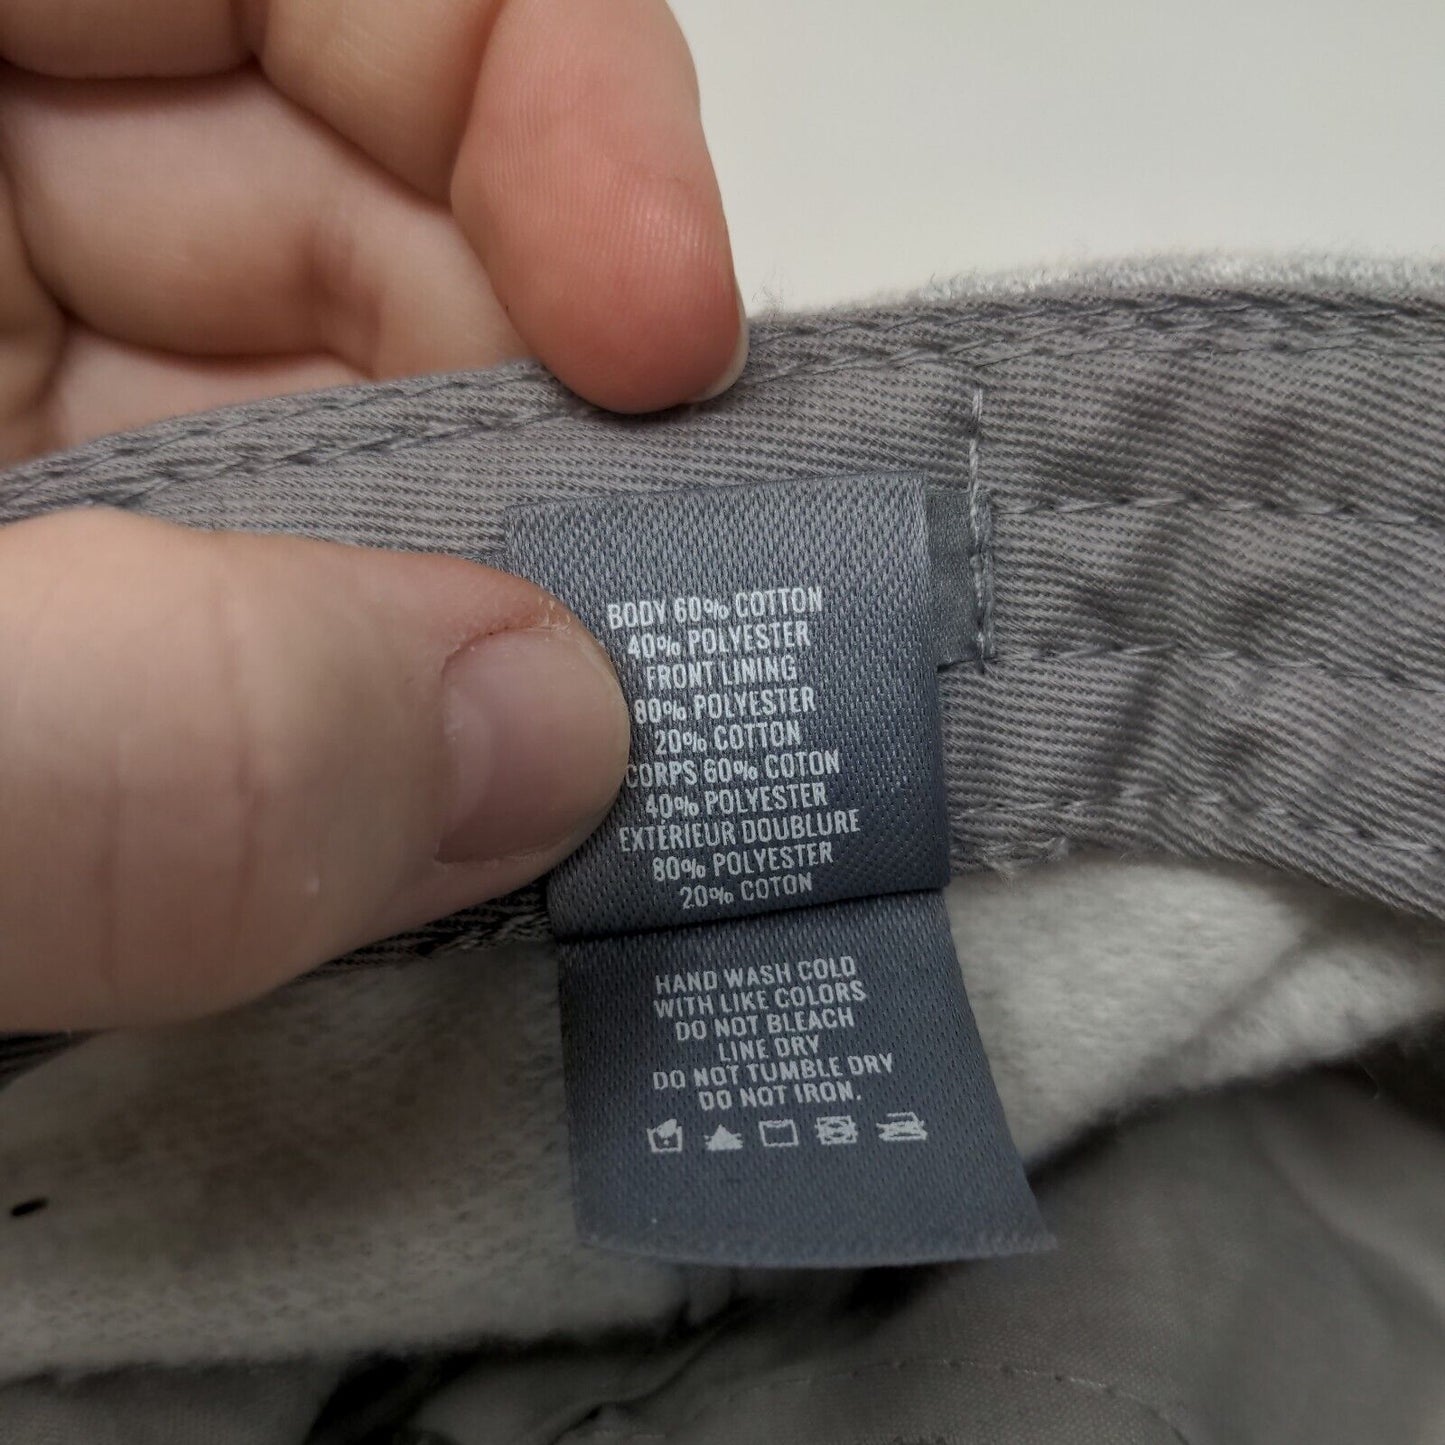 BODY 60% COTTON
40% POLYESTER
FRONT LINING
80% POLYESTER
20% COTTON
CORPS 60% COTON
40% POLYESTER
EXTÉRIEUR DOUBLURE
80% POLYESTER
20% COTON
HAND WASH COLD
WITH LIKE COLORS
DO NOT BLEACH
LINE DRY
DO NOT TUMBLE DRY
DO NOT IRON.